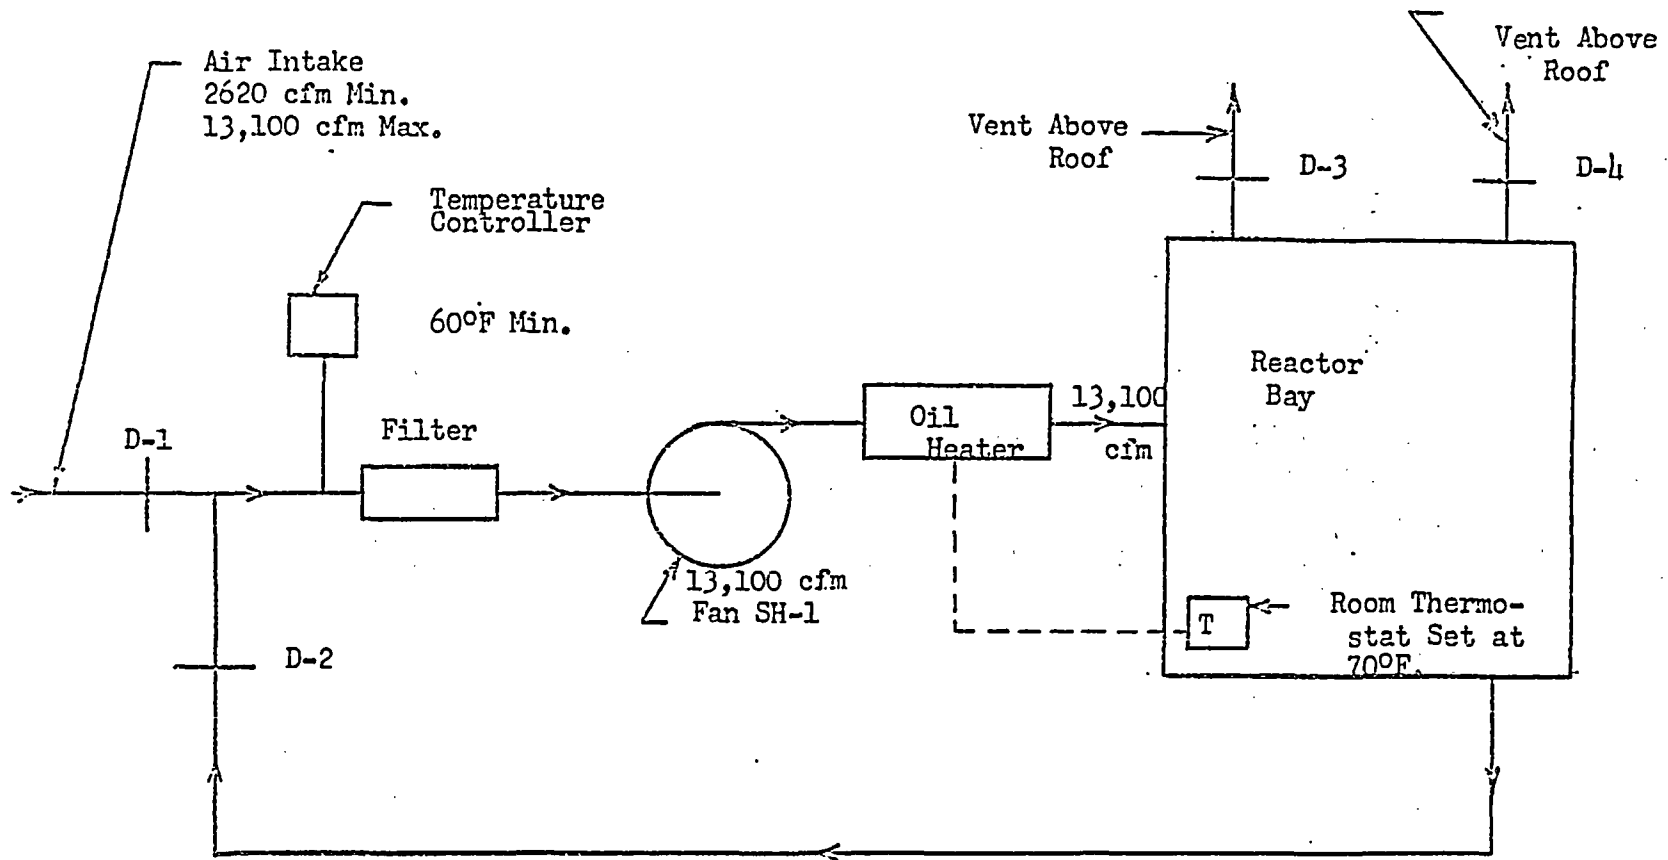 Air Intake
2620 cfm Min.
13,100 cfm Max.
Vent Above
Roof
Vent Above
Roof
D-3
D-4
Temperature
Controller
60°F Min.
D-1
Filter
Oil
Heater
13,100
cfm
Reactor
Bay
13,100 cfm
Fan SH-1
T
Room Thermo-
stat Set at
70°F.
D-2